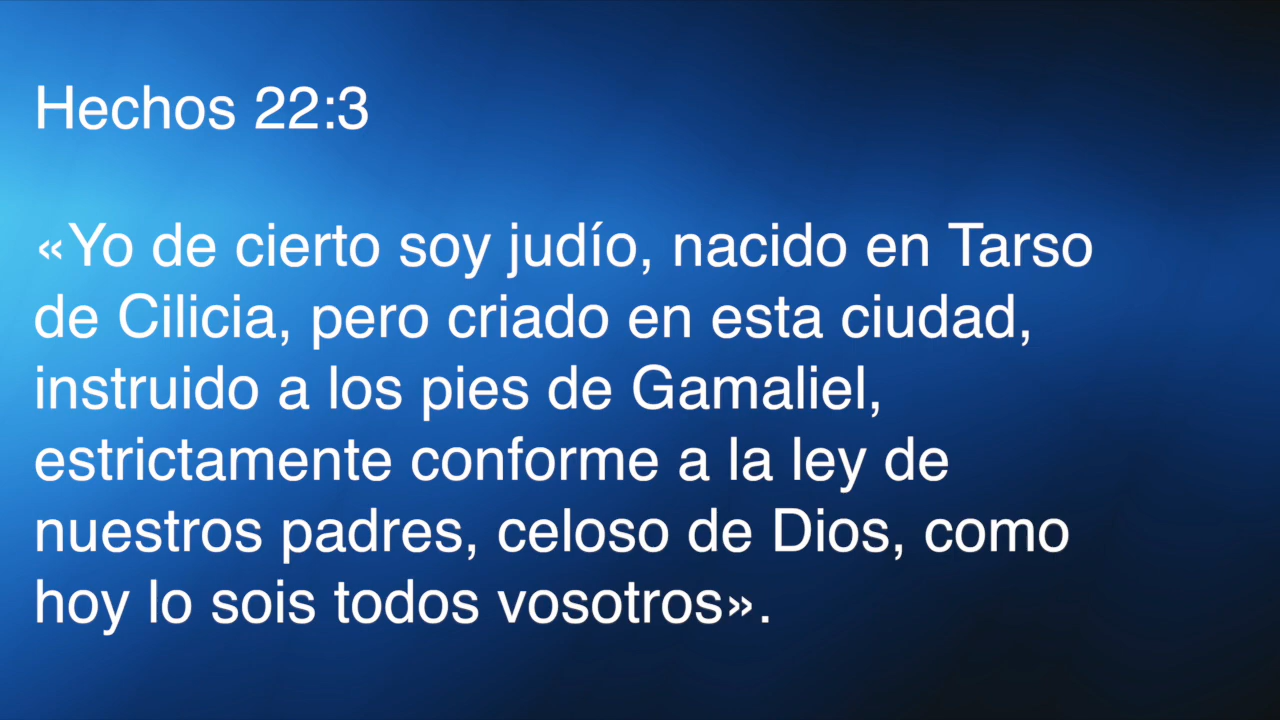 Hechos 22:3
«Yo de cierto soy judío, nacido en Tarso
de Cilicia, pero criado en esta ciudad,
instruido a los pies de Gamaliel,
estrictamente conforme a la ley de
nuestros padres, celoso de Dios, como
hoy lo sois todos vosotros».